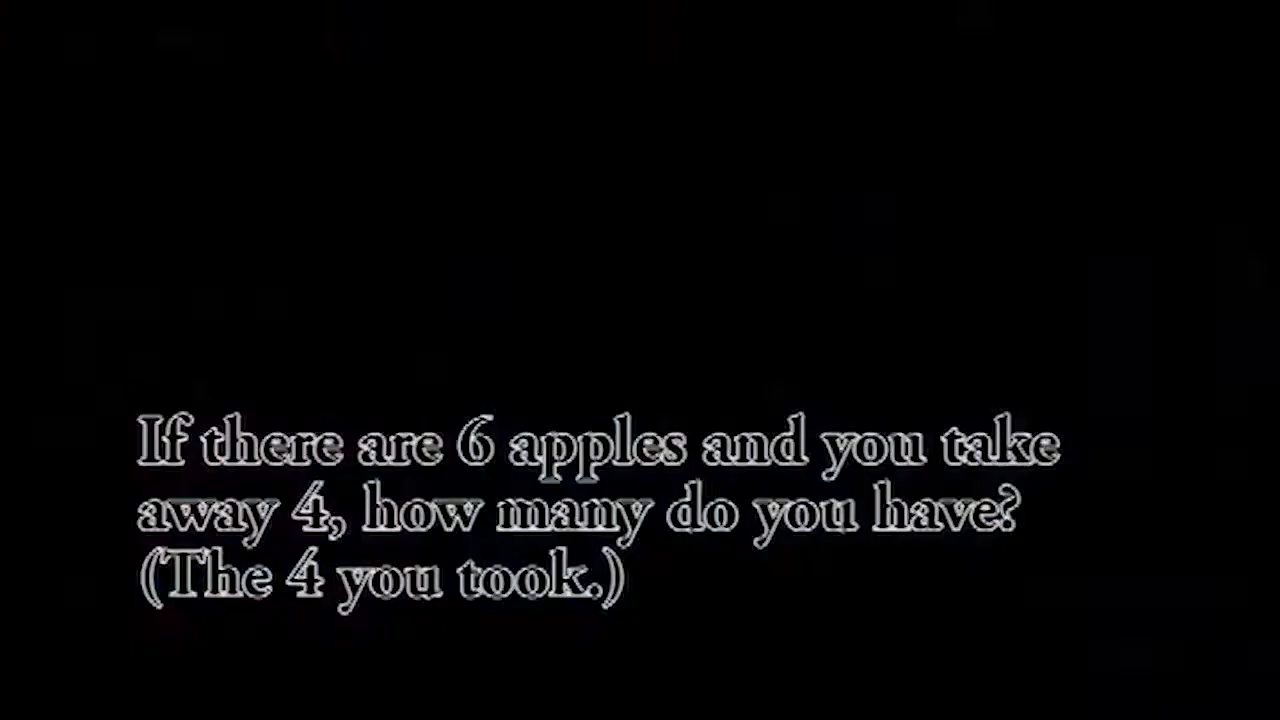 If there are 6 apples and you take
away 4, how many do you have?
(The 4 you took.)